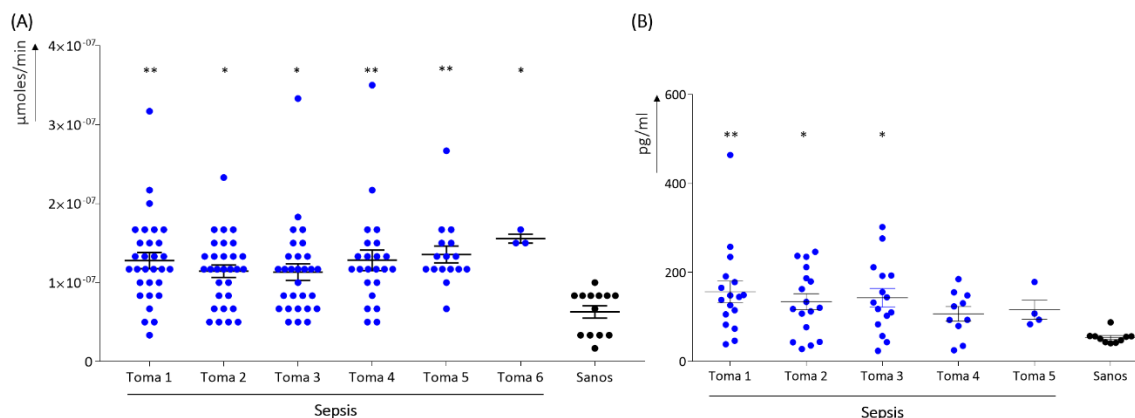 (A)
µmoles/min
4×10⁻⁰⁷
3×10⁻⁰⁷
2×10⁻⁰⁷
1×10⁻⁰⁷
0
** * * ** ** *
Toma 1 Toma 2 Toma 3 Toma 4 Toma 5 Toma 6 Sanos
Sepsis
(B)
pg/ml
600
400
200
0
** * *
Toma 1 Toma 2 Toma 3 Toma 4 Toma 5 Sanos
Sepsis